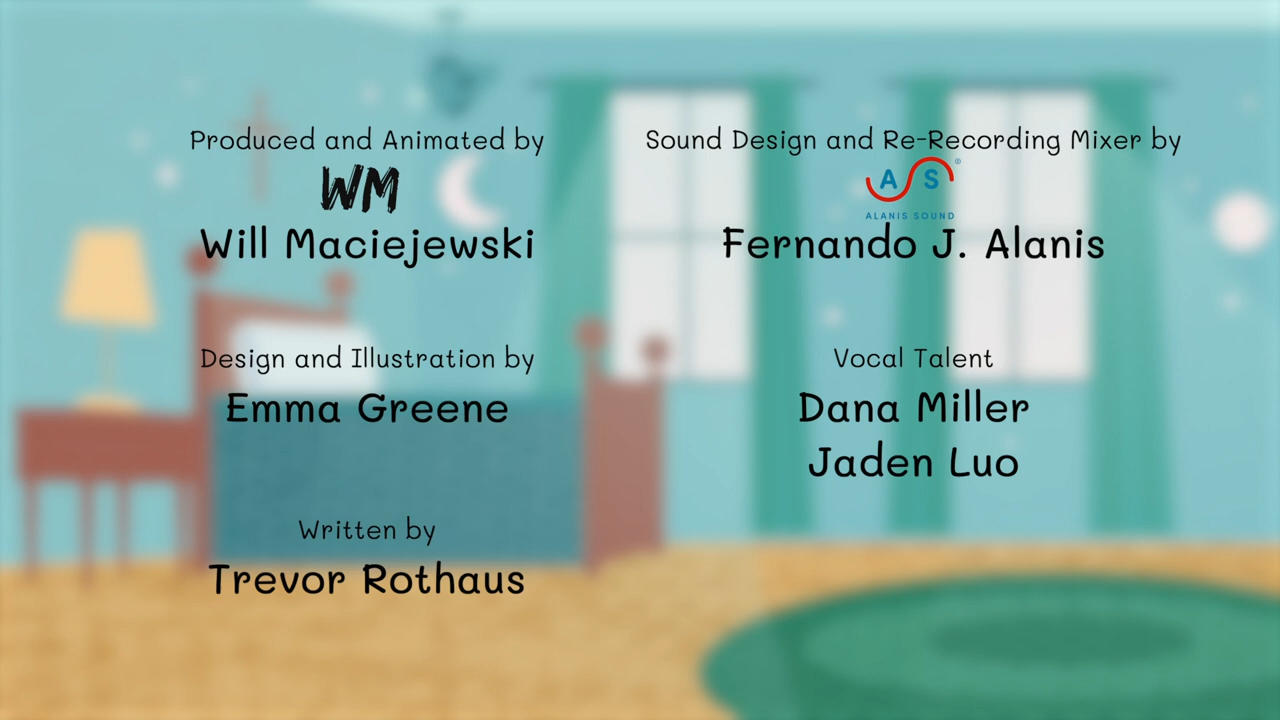 Produced and Animated by
WM
Will Maciejewski
Design and Illustration by
Emma Greene
Written by
Trevor Rothaus
Sound Design and Re-Recording Mixer by
AS®
ALANIS SOUND
Fernando J. Alanis
Vocal Talent
Dana Miller
Jaden Luo